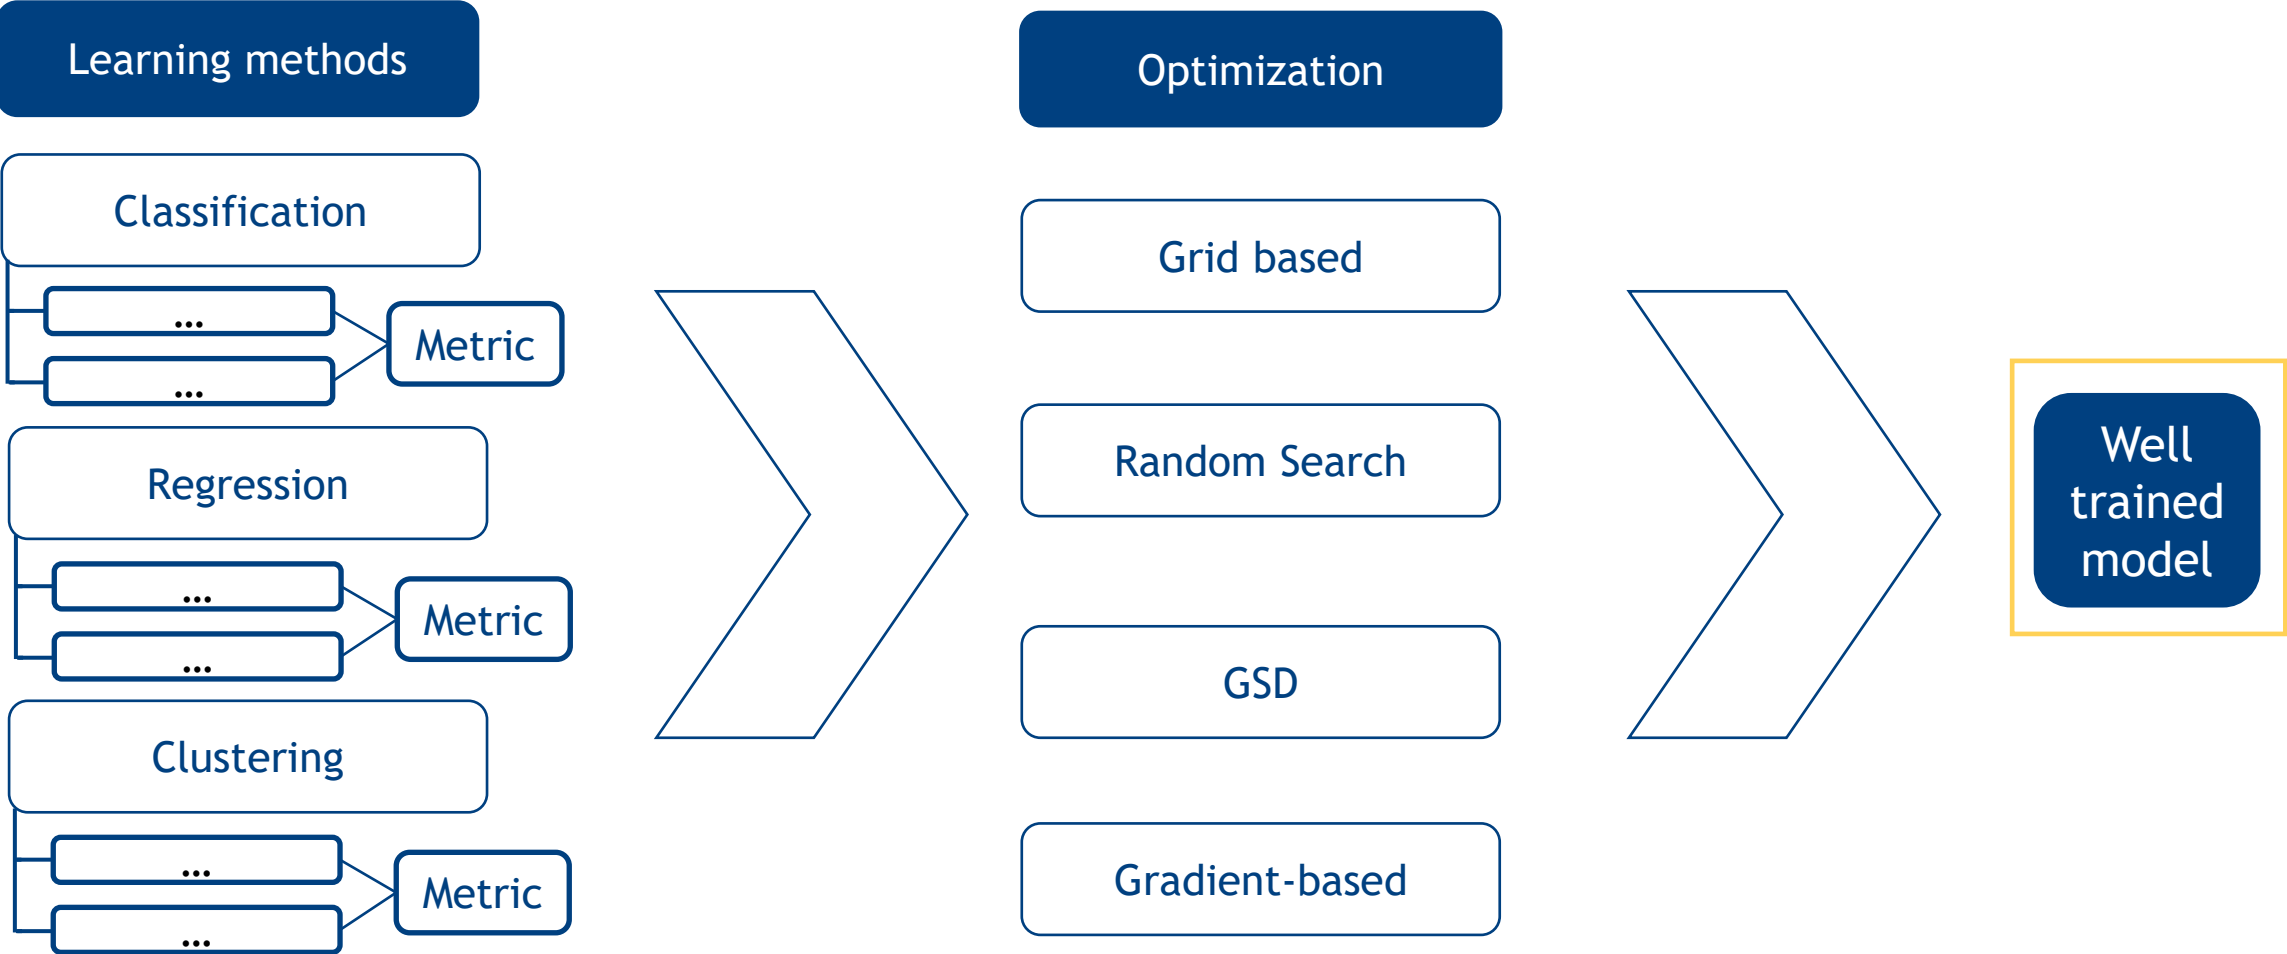 Learning methods
Classification
...
...
Metric
Regression
...
...
Metric
Clustering
...
...
Metric
Optimization
Grid based
Random Search
GSD
Gradient-based
Well
trained
model